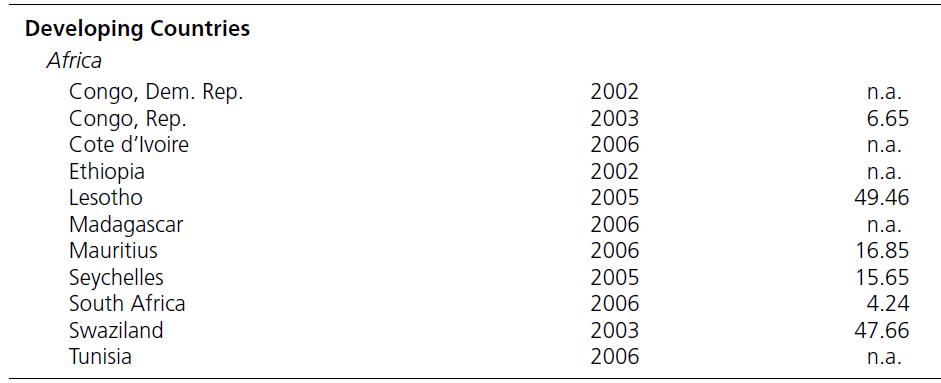 Developing Countries
Africa
Congo, Dem. Rep. 2002 n.a.
Congo, Rep. 2003 6.65
Cote d’Ivoire 2006 n.a.
Ethiopia 2002 n.a.
Lesotho 2005 49.46
Madagascar 2006 n.a.
Mauritius 2006 16.85
Seychelles 2005 15.65
South Africa 2006 4.24
Swaziland 2003 47.66
Tunisia 2006 n.a.